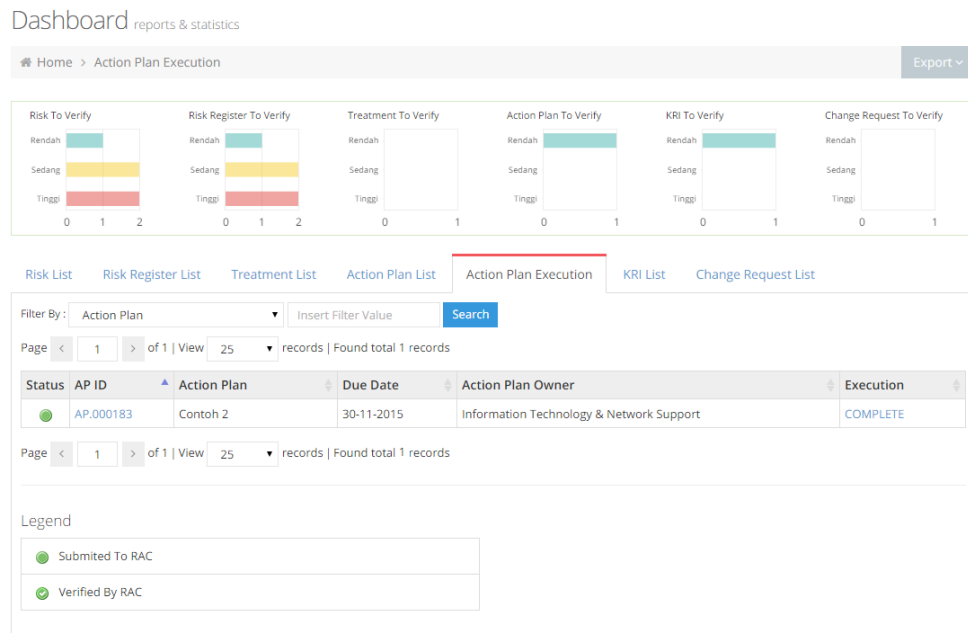 Dashboard reports & statistics
Home > Action Plan Execution Export
Risk To Verify Risk Register To Verify Treatment To Verify Action Plan To Verify KRI To Verify Change Request To Verify
Rendah Rendah Rendah Rendah Rendah Rendah
Sedang Sedang Sedang Sedang Sedang Sedang
Tinggi Tinggi Tinggi Tinggi Tinggi Tinggi
0 1 2 0 1 2 0 1 0 1 0 1 0 1
Risk List Risk Register List Treatment List Action Plan List Action Plan Execution KRI List Change Request List
Filter By : Action Plan Insert Filter Value Search
Page < 1 > of 1 | View 25 records | Found total 1 records
Status AP ID Action Plan Due Date Action Plan Owner Execution
AP.000183 Contoh 2 30-11-2015 Information Technology & Network Support COMPLETE
Page < 1 > of 1 | View 25 records | Found total 1 records
Legend
Submited To RAC
Verified By RAC